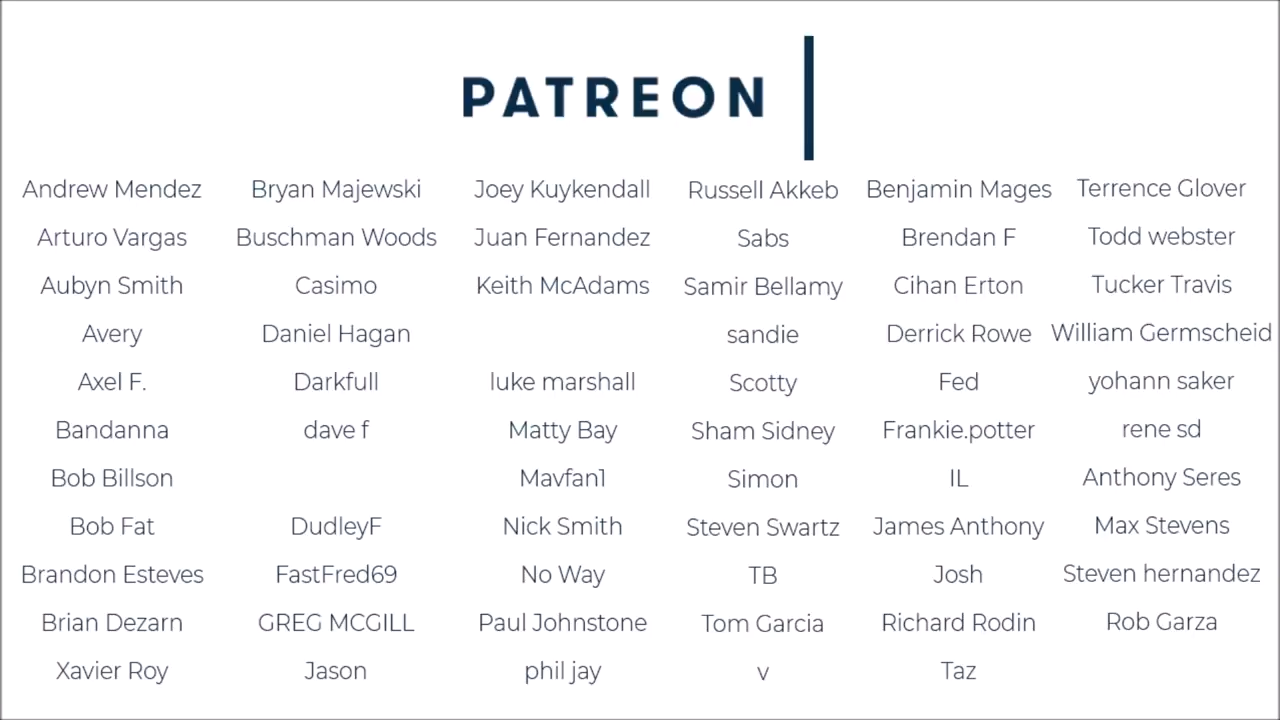 PATREON
Andrew Mendez Bryan Majewski Joey Kuykendall Russell Akkeb Benjamin Mages Terrence Glover
Arturo Vargas Buschman Woods Juan Fernandez Sabs Brendan F Todd webster
Aubyn Smith Casimo Keith McAdams Samir Bellamy Cihan Erton Tucker Travis
Avery Daniel Hagan sandie Derrick Rowe William Germscheid
Axel F. Darkfull luke marshall Scotty Fed yohann saker
Bandanna dave f Matty Bay Sham Sidney Frankie.potter rene sd
Bob Billson Mavfan1 Simon IL Anthony Seres
Bob Fat DudleyF Nick Smith Steven Swartz James Anthony Max Stevens
Brandon Esteves FastFred69 No Way TB Josh Steven hernandez
Brian Dezarn GREG MCGILL Paul Johnstone Tom Garcia Richard Rodin Rob Garza
Xavier Roy Jason phil jay v Taz